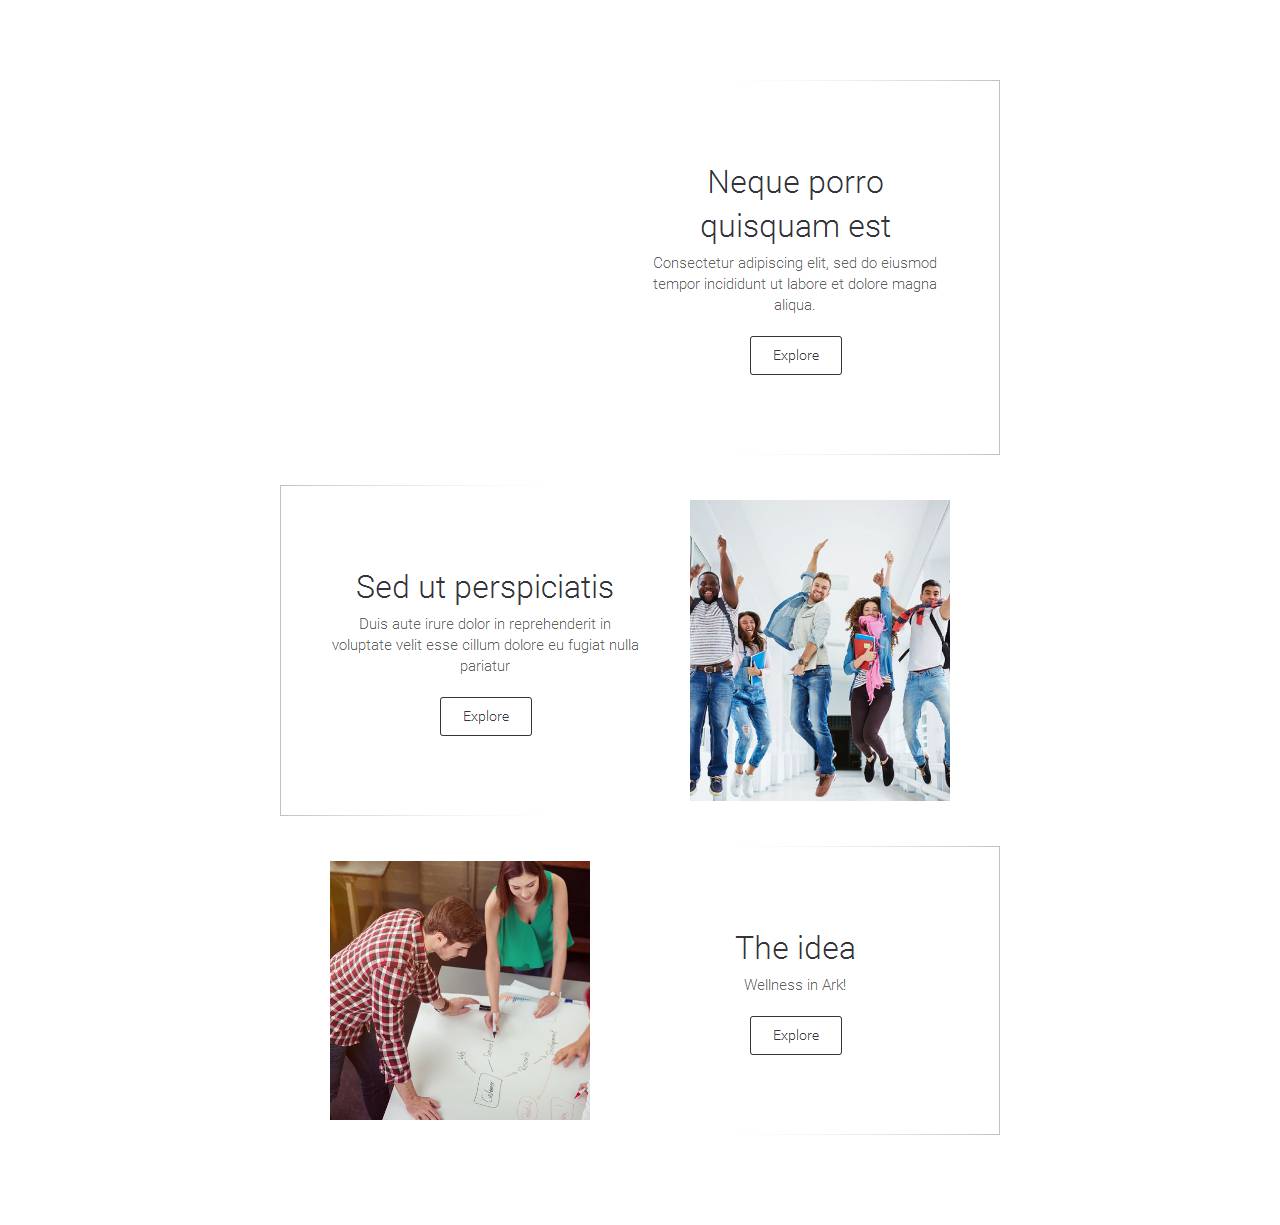 Neque porro
quisquam est
Consectetur adipiscing elit, sed do eiusmod
tempor incididunt ut labore et dolore magna
aliqua.
Explore
Sed ut perspiciatis
Duis aute irure dolor in reprehenderit in
voluptate velit esse cillum dolore eu fugiat nulla
pariatur
Explore
The idea
Wellness in Ark!
Explore